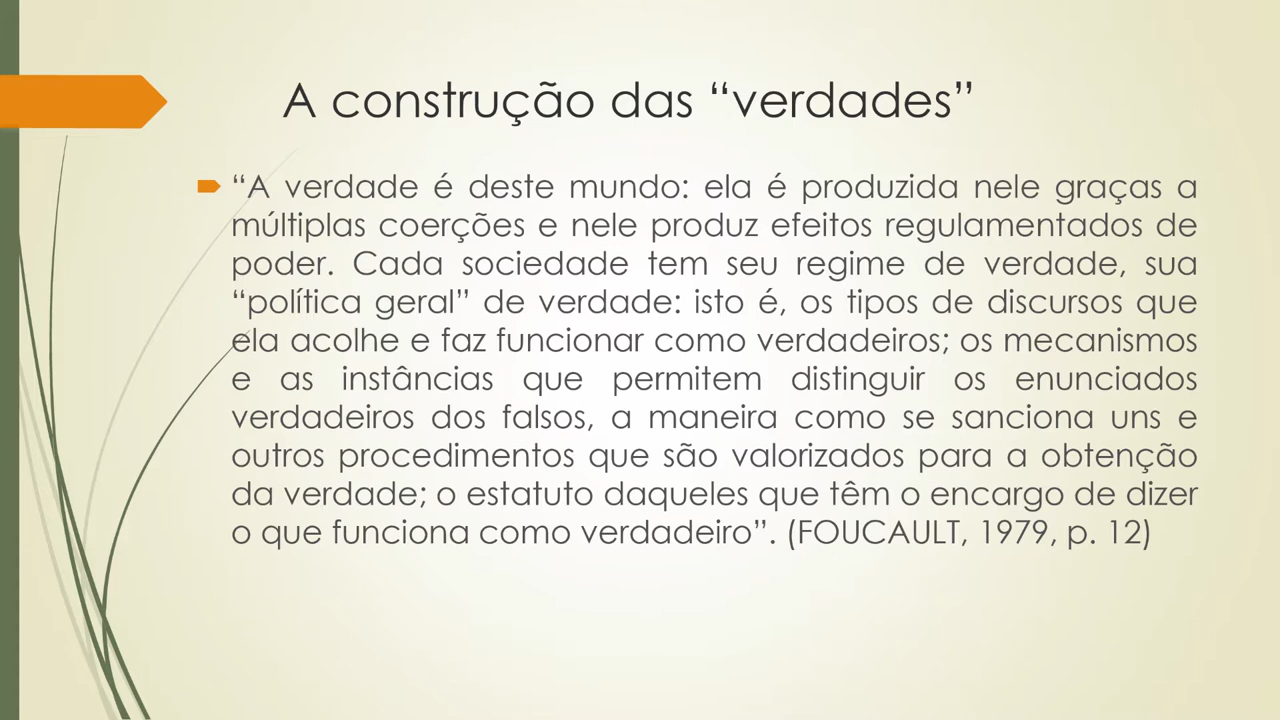 A construção das “verdades”
“A verdade é deste mundo: ela é produzida nele graças a
múltiplas coerções e nele produz efeitos regulamentados de
poder. Cada sociedade tem seu regime de verdade, sua
“política geral” de verdade: isto é, os tipos de discursos que
ela acolhe e faz funcionar como verdadeiros; os mecanismos
e as instâncias que permitem distinguir os enunciados
verdadeiros dos falsos, a maneira como se sanciona uns e
outros procedimentos que são valorizados para a obtenção
da verdade; o estatuto daqueles que têm o encargo de dizer
o que funciona como verdadeiro”. (FOUCAULT, 1979, p. 12)